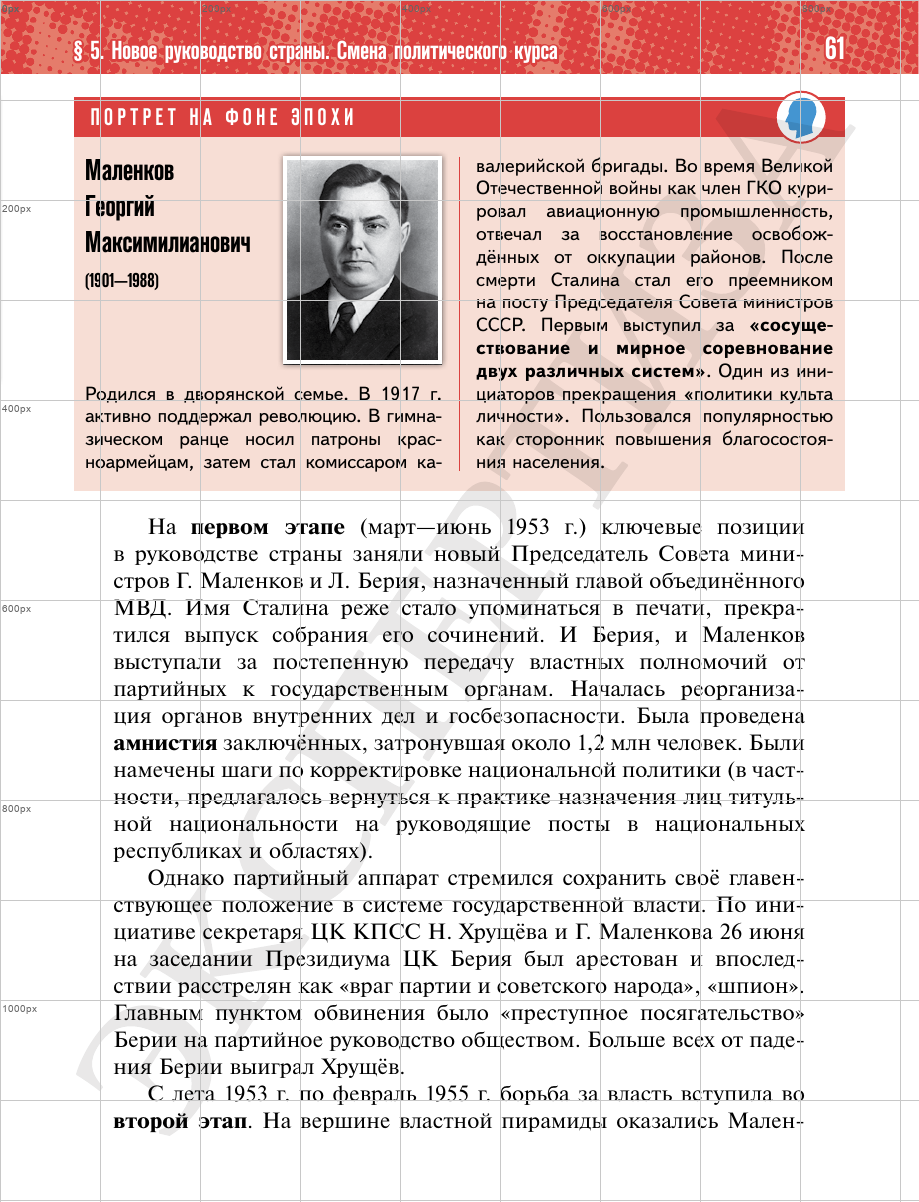 § 5. Новое руководство страны. Смена политического курса
61
ПОРТРЕТ НА ФОНЕ ЭПОХИ
Маленков
Георгий
Максимилианович
(1901—1988)
Родился в дворянской семье. В 1917 г.
активно поддержал революцию. В гимна-
зическом ранце носил патроны крас-
ноармейцам, затем стал комиссаром ка-
валерийской бригады. Во время Великой
Отечественной войны как член ГКО кури-
ровал авиационную промышленность,
отвечал за восстановление освобож-
дённых от оккупации районов. После
смерти Сталина стал его преемником
на посту Председателя Совета министров
СССР. Первым выступил за «сосуще-
ствование и мирное соревнование
двух различных систем». Один из ини-
циаторов прекращения «политики культа
личности». Пользовался популярностью
как сторонник повышения благосостоя-
ния населения.
На первом этапе (март—июнь 1953 г.) ключевые позиции
в руководстве страны заняли новый Председатель Совета мини-
стров Г. Маленков и Л. Берия, назначенный главой объединённого
МВД. Имя Сталина реже стало упоминаться в печати, прекра-
тился выпуск собрания его сочинений. И Берия, и Маленков
выступали за постепенную передачу властных полномочий от
партийных к государственным органам. Началась реорганиза-
ция органов внутренних дел и госбезопасности. Была проведена
амнистия заключённых, затронувшая около 1,2 млн человек. Были
намечены шаги по корректировке национальной политики (в част-
ности, предлагалось вернуться к практике назначения лиц титуль-
ной национальности на руководящие посты в национальных
республиках и областях).
Однако партийный аппарат стремился сохранить своё главен-
ствующее положение в системе государственной власти. По ини-
циативе секретаря ЦК КПСС Н. Хрущёва и Г. Маленкова 26 июня
на заседании Президиума ЦК Берия был арестован и впослед-
ствии расстрелян как «враг партии и советского народа», «шпион».
Главным пунктом обвинения было «преступное посягательство»
Берии на партийное руководство обществом. Больше всех от паде-
ния Берии выиграл Хрущёв.
С лета 1953 г. по февраль 1955 г. борьба за власть вступила во
второй этап. На вершине властной пирамиды оказались Мален-
ЭКСПЕРТИЗА
200px
400px
600px
800px
1000px